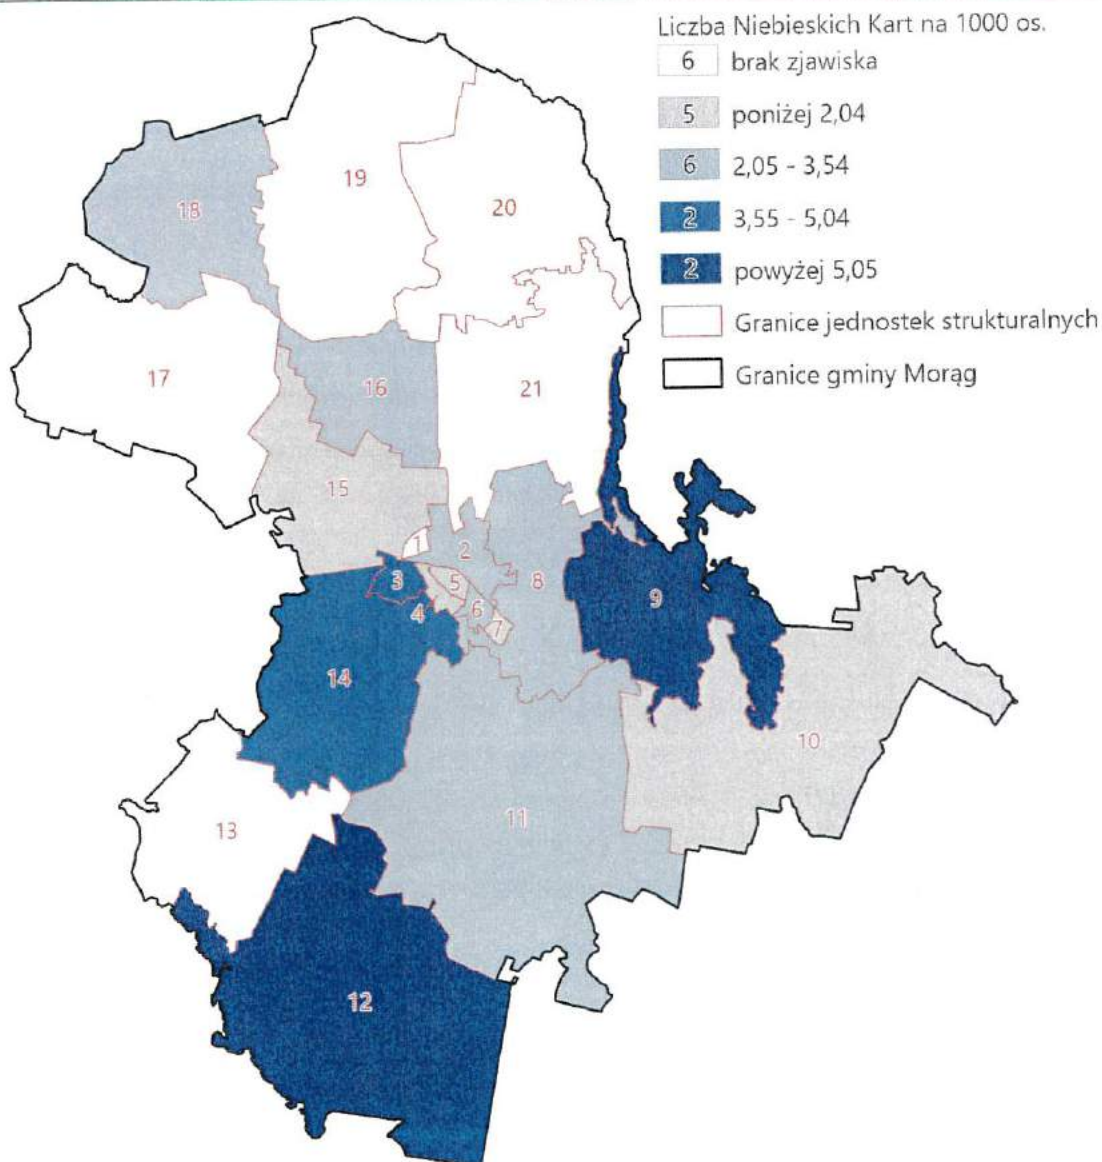 Liczba Niebieskich Kart na 1000 os.
6 brak zjawiska
5 poniżej 2,04
6 2,05 - 3,54
2 3,55 - 5,04
2 powyżej 5,05
Granice jednostek strukturalnych
Granice gminy Morąg
19
20
18
17
16
21
15
1
2
3
5
8
4
6
7
9
14
10
11
13
12